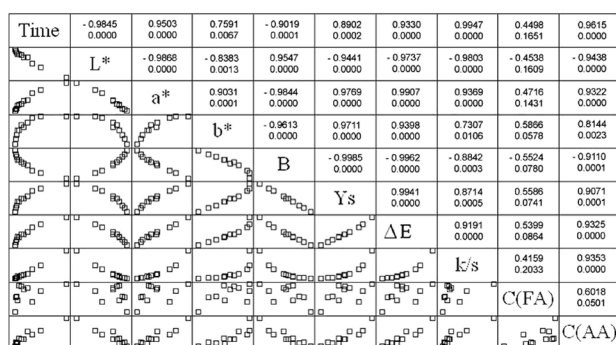 Time - 0.9845 0.9503 0.7591 - 0.9019 0.8902 0.9330 0.9947 0.4498 0.9615
0.0000 0.0000 0.0067 0.0001 0.0002 0.0000 0.0000 0.1651 0.0000
L* - 0.9868 - 0.8383 0.9547 - 0.9441 - 0.9737 - 0.9803 - 0.4538 - 0.9438
0.0000 0.0013 0.0000 0.0000 0.0000 0.0000 0.1609 0.0000
a* 0.9031 - 0.9844 0.9769 0.9907 0.9369 0.4716 0.9322
0.0001 0.0000 0.0000 0.0000 0.0000 0.1431 0.0000
b* - 0.9613 0.9711 0.9398 0.7307 0.5866 0.8144
0.0000 0.0000 0.0000 0.0106 0.0578 0.0023
B - 0.9985 - 0.9962 - 0.8842 - 0.5524 - 0.9110
0.0000 0.0000 0.0003 0.0780 0.0001
Ys 0.9941 0.8714 0.5586 0.9071
0.0000 0.0005 0.0741 0.0001
ΔE 0.9191 0.5399 0.9325
0.0000 0.0864 0.0000
k/s 0.4159 0.9353
0.2033 0.0000
C(FA) 0.6018
0.0501
C(AA)